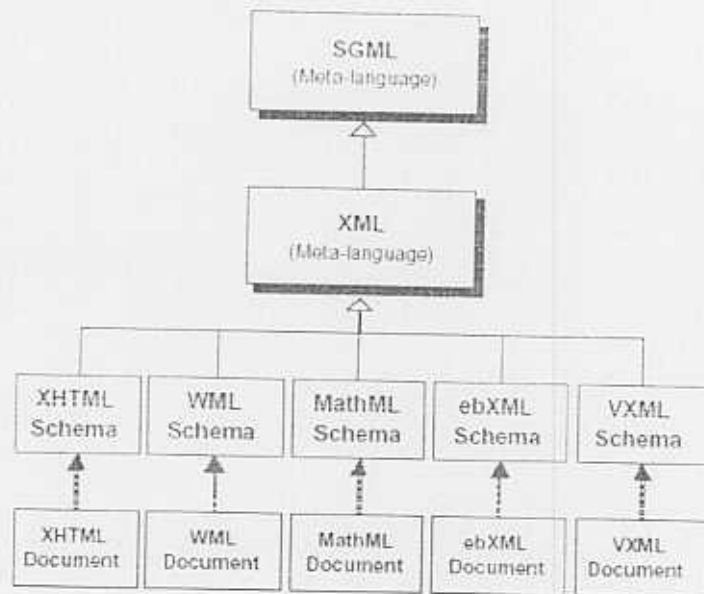 SGML
(Meta-language)
XML
(Meta-language)
XHTML
Schema
WML
Schema
MathML
Schema
ebXML
Schema
VXML
Schema
XHTML
Document
WML
Document
MathML
Document
ebXML
Document
VXML
Document